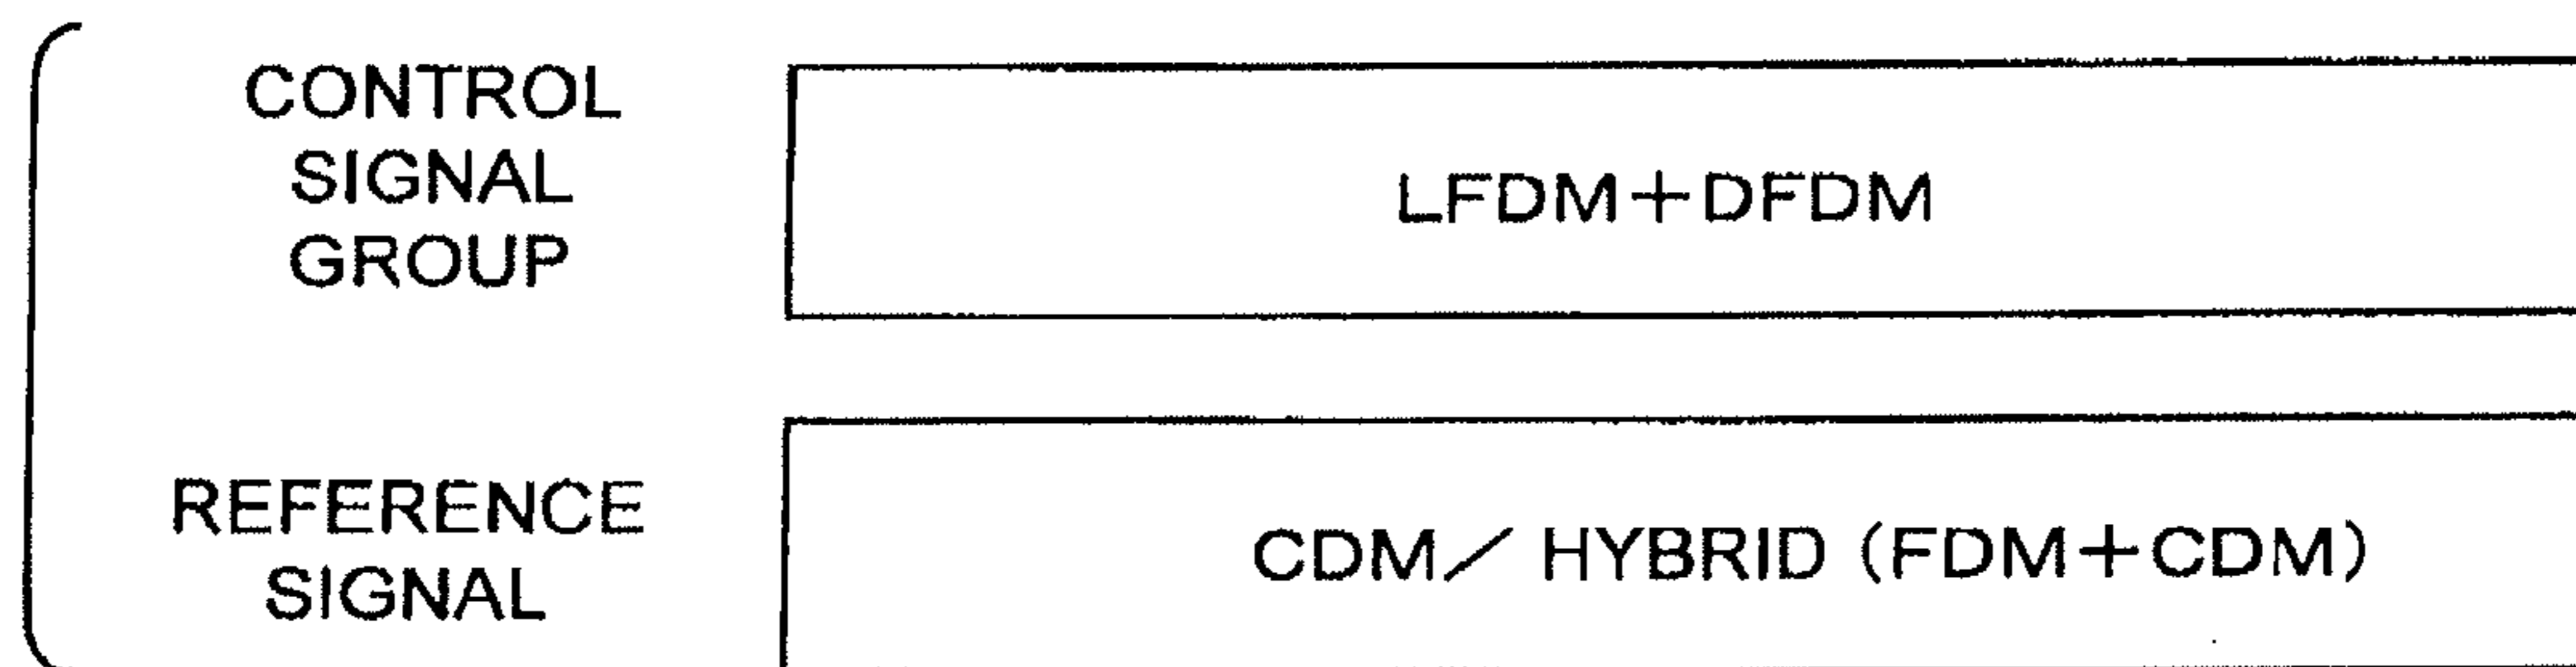 CONTROL
SIGNAL
GROUP
LFDM+DFDM
REFERENCE
SIGNAL
CDM/ HYBRID (FDM+CDM)